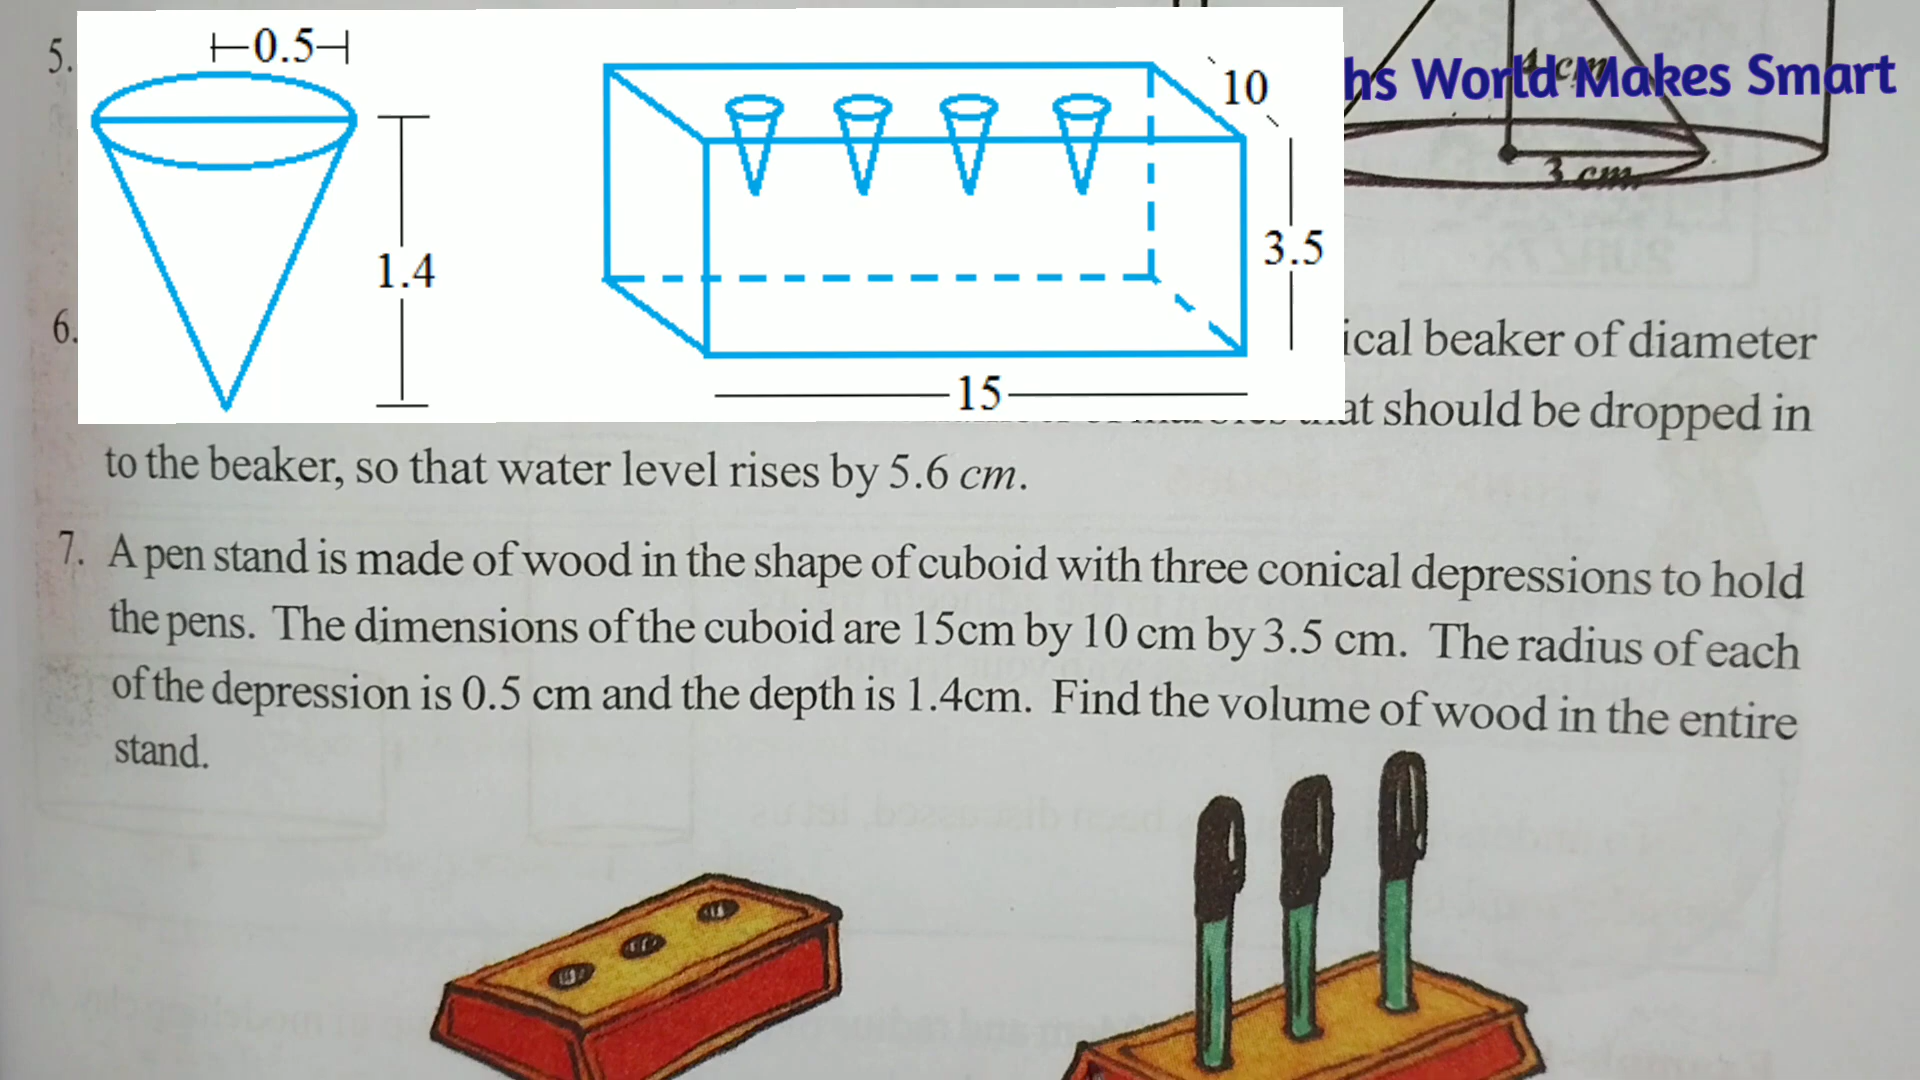 5.
0.5
1.4
10
3.5
15
hs World Makes Smart
4 cm
3 cm
6.
ical beaker of diameter
at should be dropped in
to the beaker, so that water level rises by 5.6 cm.
7. A pen stand is made of wood in the shape of cuboid with three conical depressions to hold
the pens. The dimensions of the cuboid are 15cm by 10 cm by 3.5 cm. The radius of each
of the depression is 0.5 cm and the depth is 1.4cm. Find the volume of wood in the entire
stand.